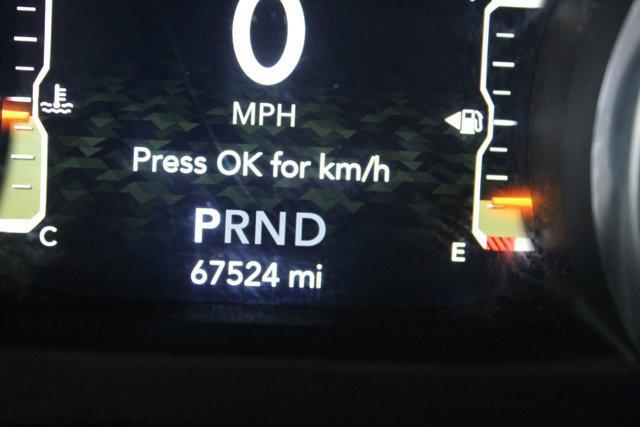 0
MPH
Press OK for km/h
PRND
67524 mi
C
E